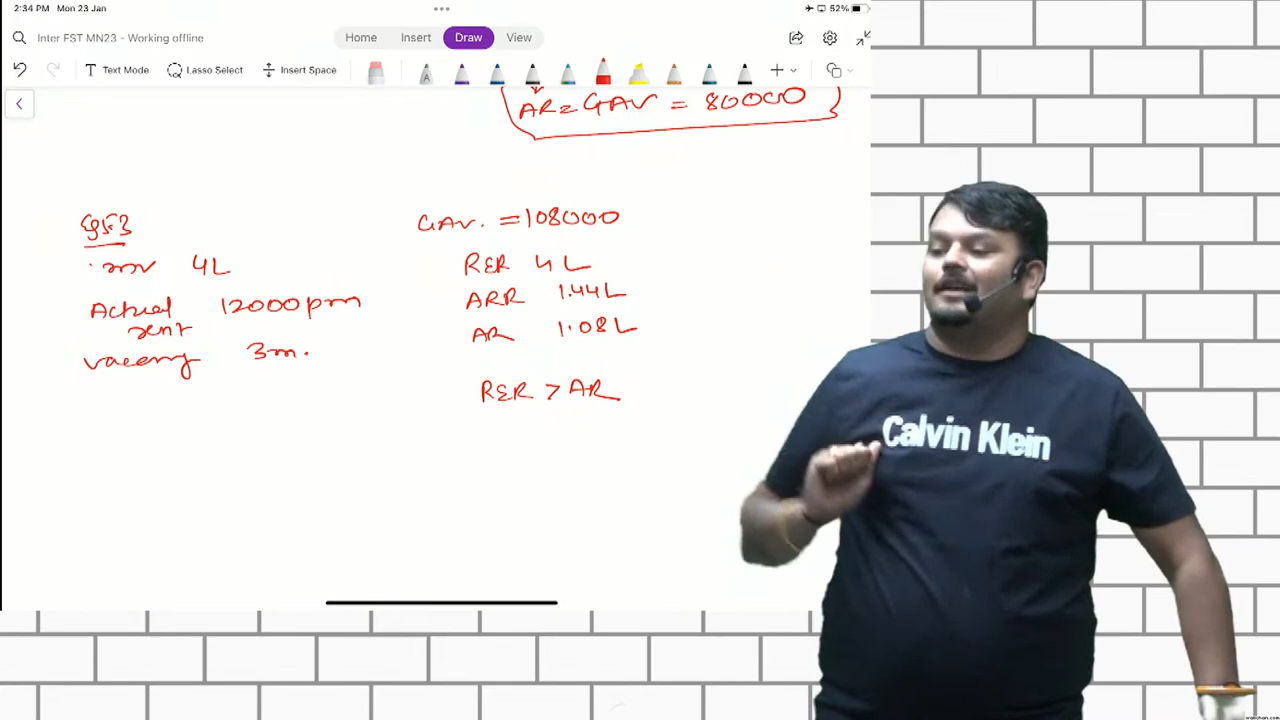 2:34 PM Mon 23 Jan
52%
Inter FST MN23 - Working offline
Home Insert Draw View
Text Mode Lasso Select Insert Space
AR = GAV = 80000
GAV. = 108000
mv 4L
RER 4L
Actual 12000 pm
rent
ARR 1.44L
AR 1.08L
vacancy 3m.
RER > AR
Calvin Klein